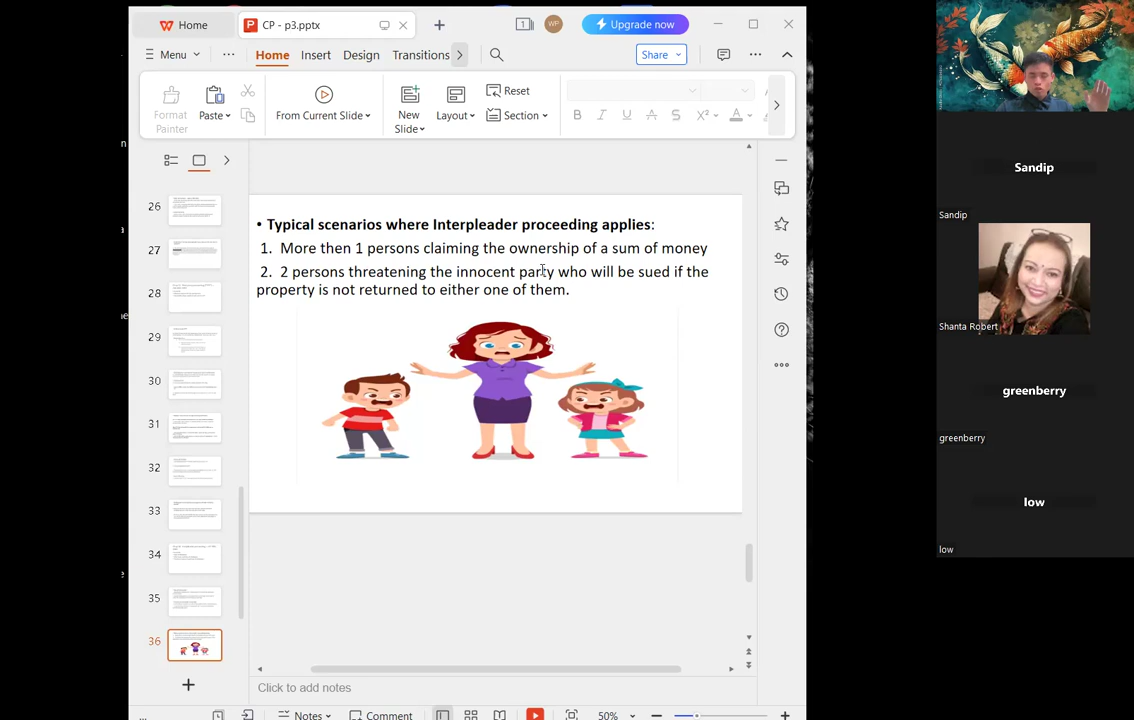 Home
CP - p3.pptx
1
WP
Upgrade now
Menu
Home
Insert
Design
Transitions
Share
Format Painter
Paste
From Current Slide
New Slide
Layout
Reset
Section
B I U A S X² A
26
27
28
29
30
31
32
33
34
35
36
• Typical scenarios where Interpleader proceeding applies:
1. More then 1 persons claiming the ownership of a sum of money
2. 2 persons threatening the innocent party who will be sued if the
property is not returned to either one of them.
Click to add notes
Notes
Comment
50%
Sandip
Sandip
Shanta Robert
greenberry
greenberry
low
low